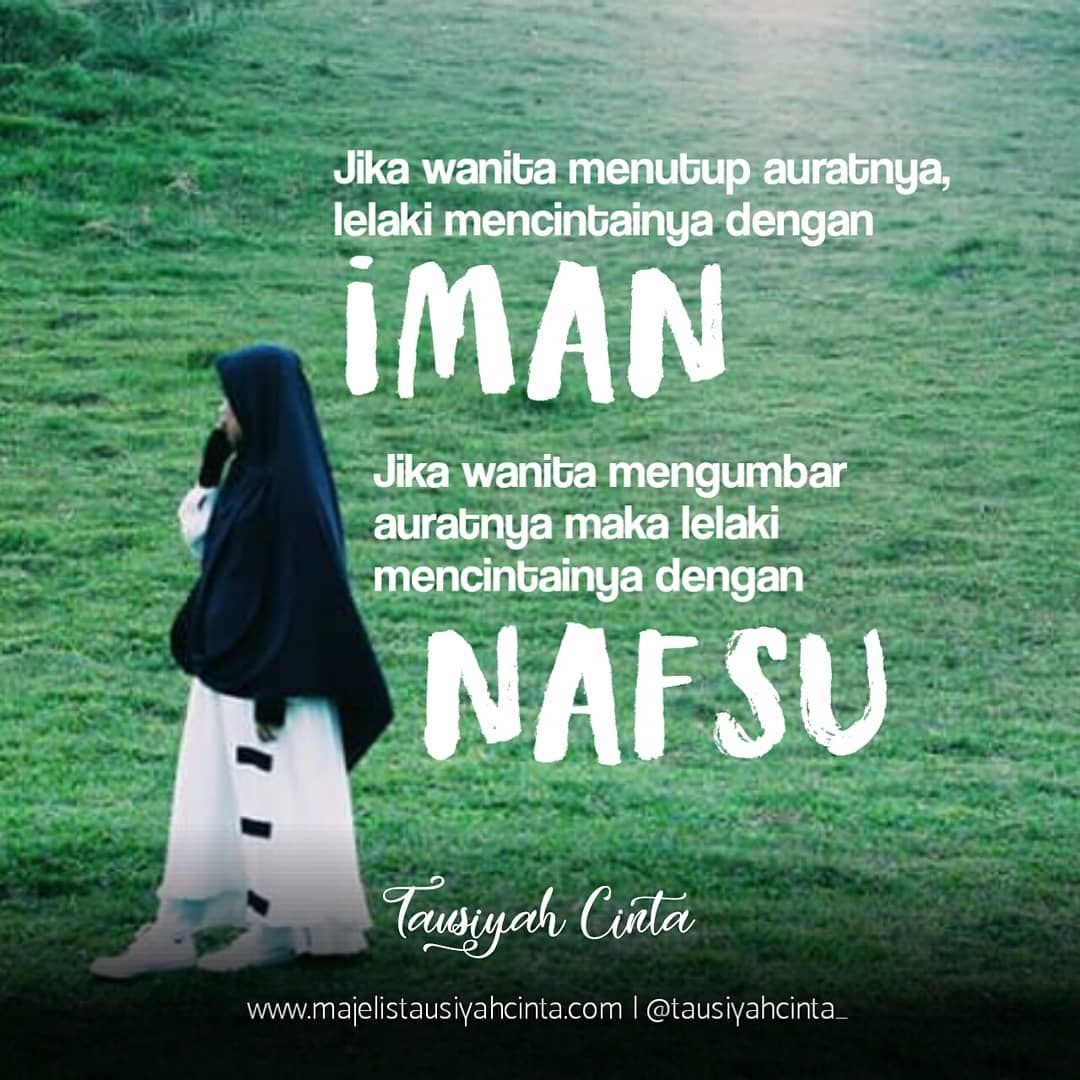 Jika wanita menutup auratnya,
lelaki mencintainya dengan
iMAN
Jika wanita mengumbar
auratnya maka lelaki
mencintainya dengan
NAFSU
Tausiyah Cinta
www.majelistausiyahcinta.com | @tausiyahcinta_